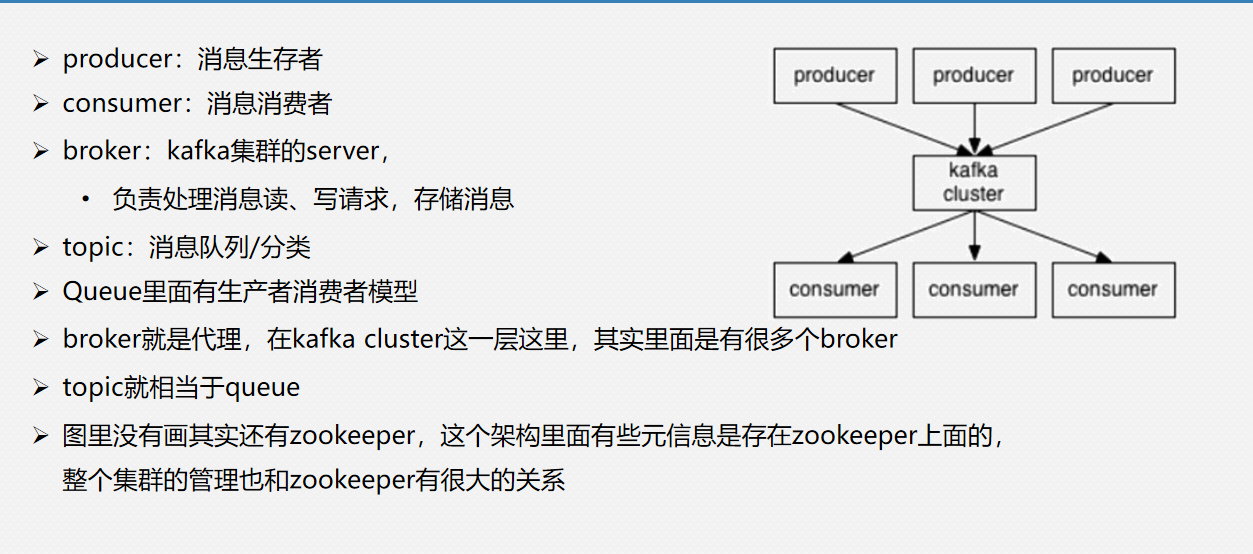 producer：消息生存者
consumer：消息消费者
broker：kafka集群的server，
负责处理消息读、写请求，存储消息
topic：消息队列/分类
Queue里面有生产者消费者模型
broker就是代理，在kafka cluster这一层这里，其实里面是有很多个broker
topic就相当于queue
图里没有画其实还有zookeeper，这个架构里面有些元信息是存在zookeeper上面的，
整个集群的管理也和zookeeper有很大的关系
producer
producer
producer
kafka
cluster
consumer
consumer
consumer